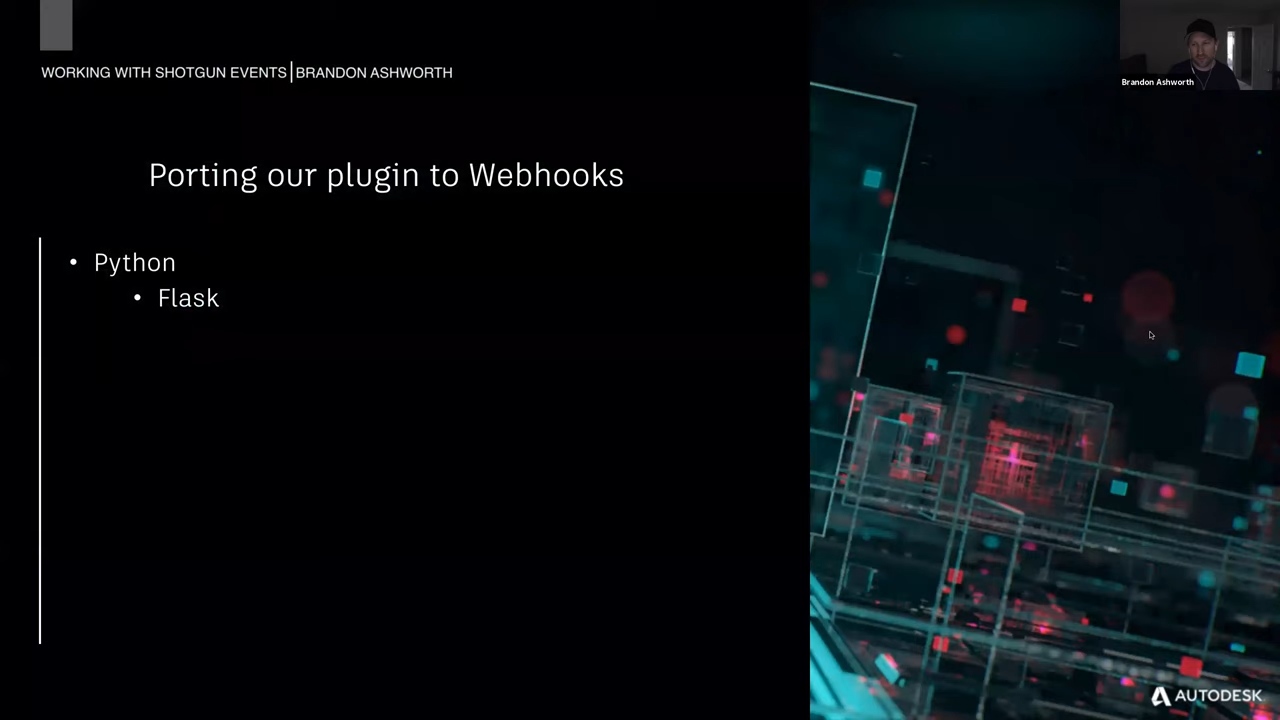 WORKING WITH SHOTGUN EVENTS|BRANDON ASHWORTH
Brandon Ashworth
Porting our plugin to Webhooks
• Python
• Flask
AUTODESK